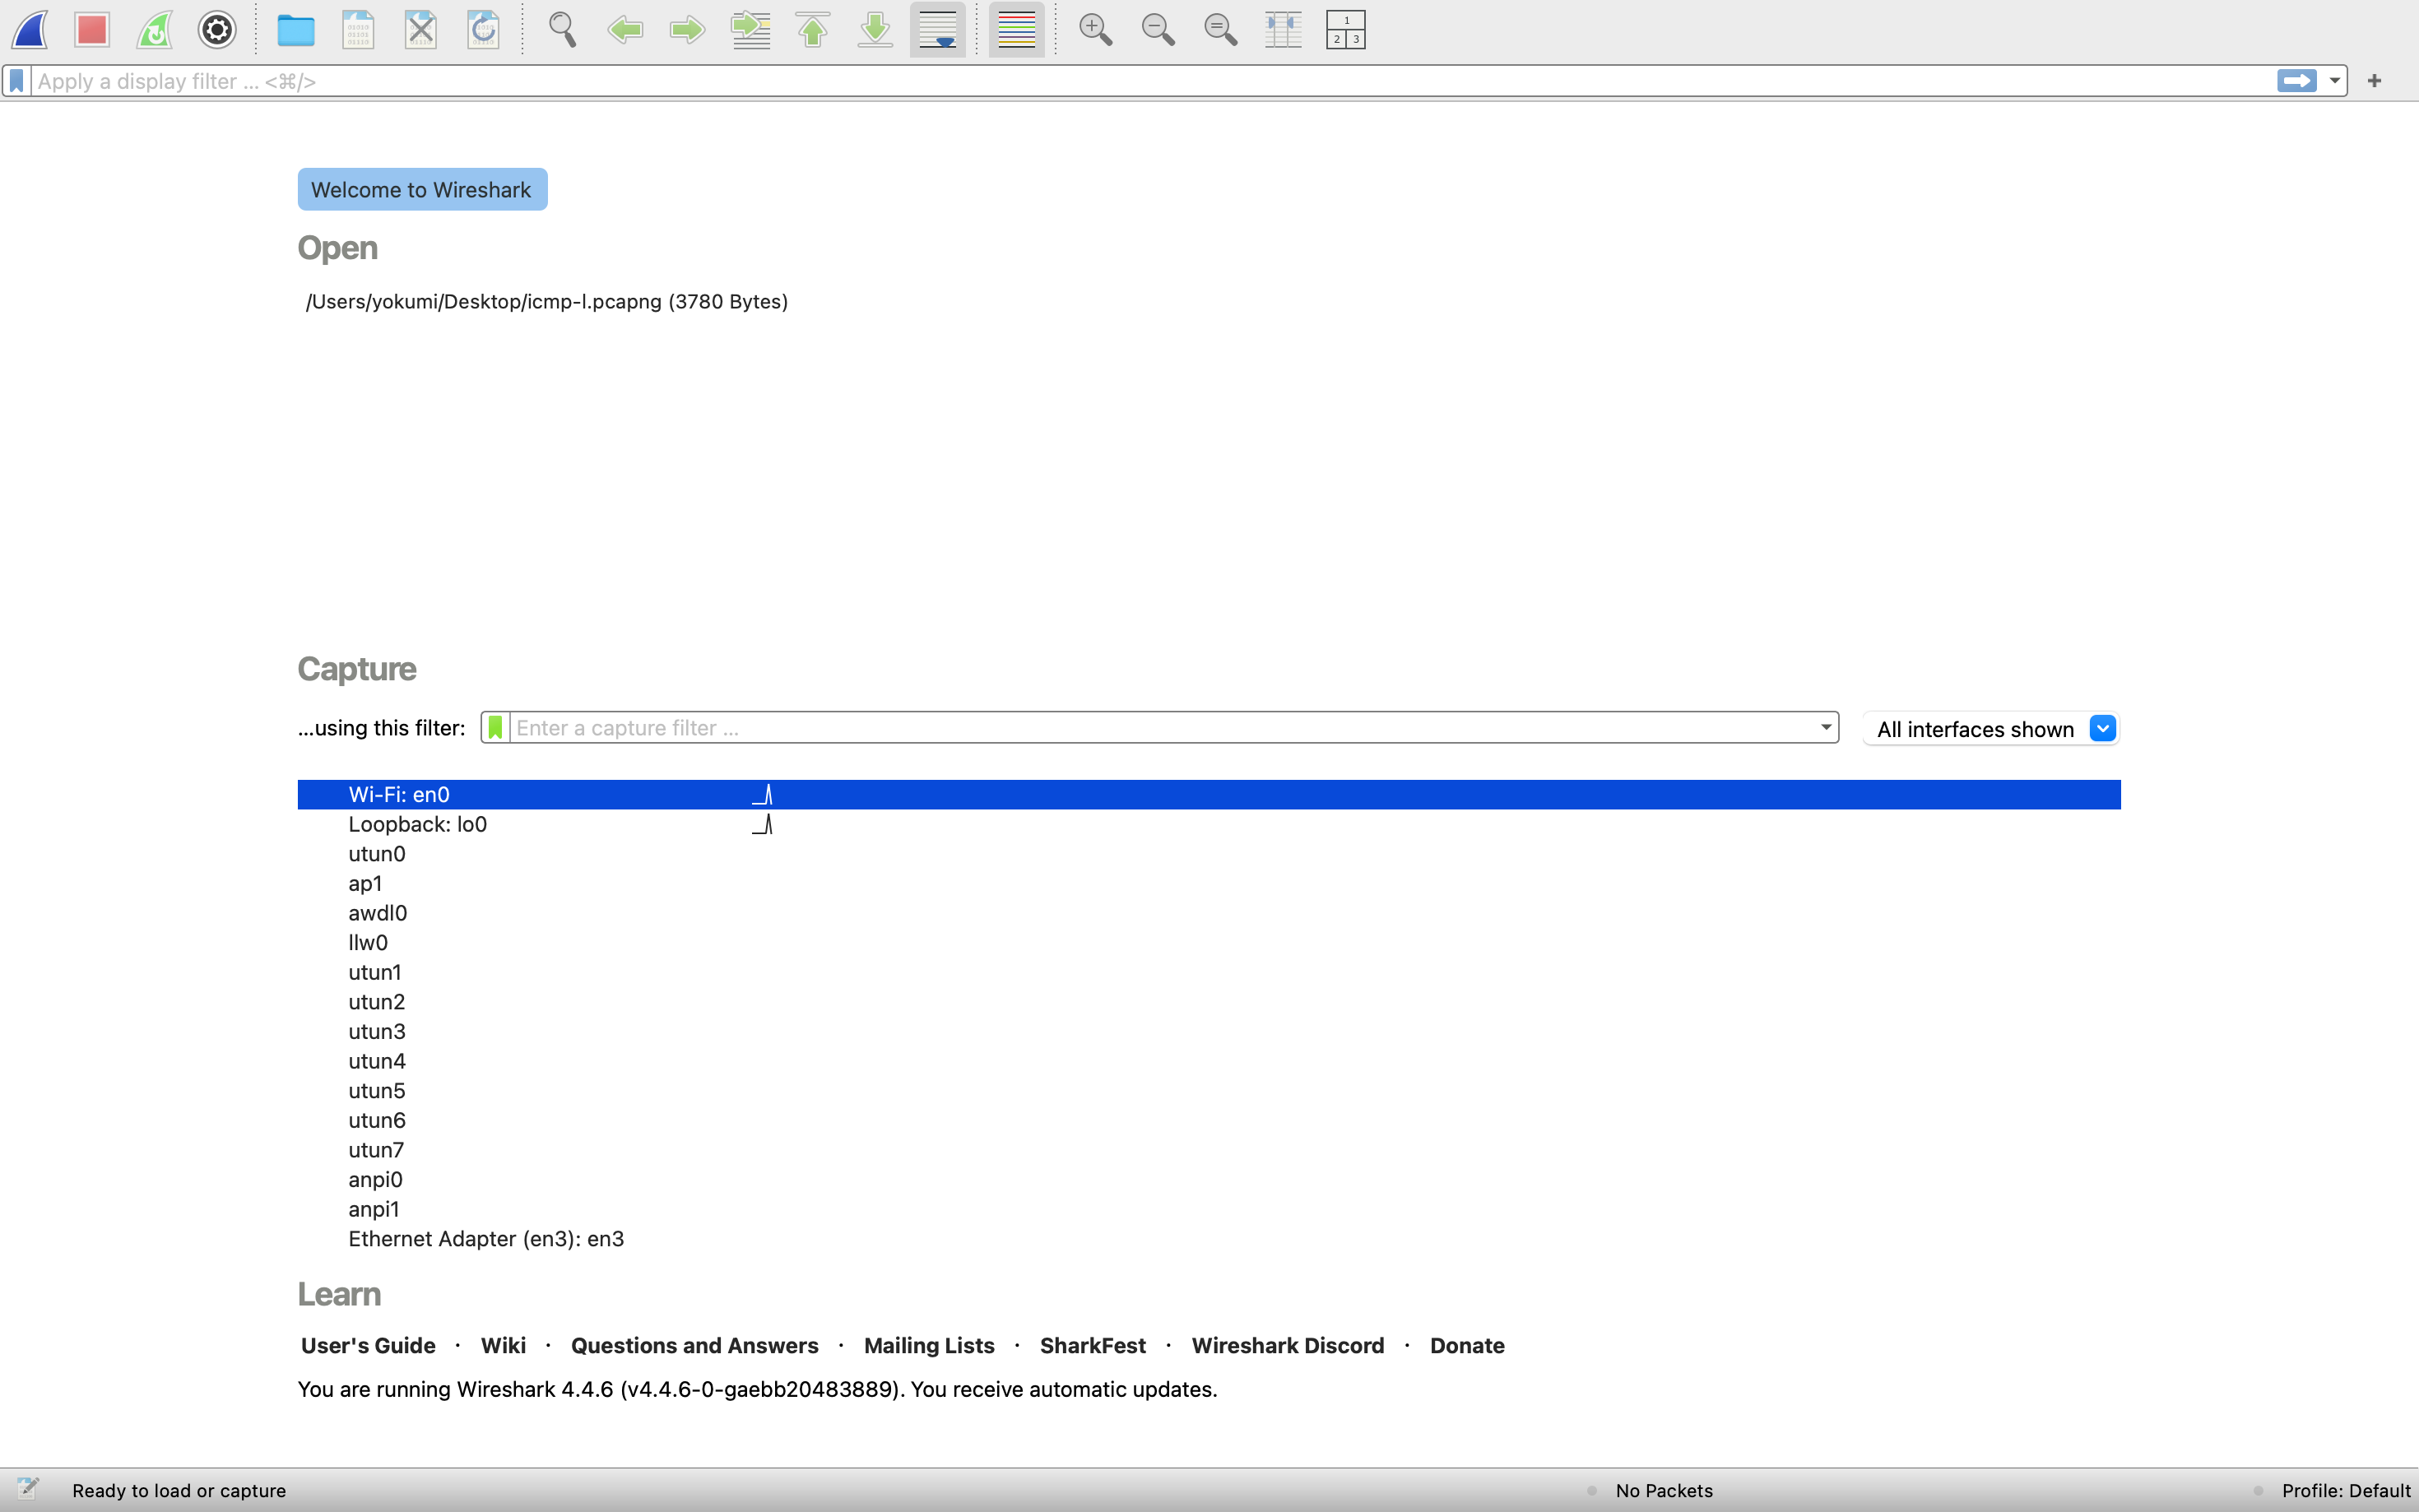 Apply a display filter ... <⌘/>
Welcome to Wireshark
Open
/Users/yokumi/Desktop/icmp-l.pcapng (3780 Bytes)
Capture
...using this filter: Enter a capture filter ... All interfaces shown
Wi-Fi: en0
Loopback: lo0
utun0
ap1
awdl0
llw0
utun1
utun2
utun3
utun4
utun5
utun6
utun7
anpi0
anpi1
Ethernet Adapter (en3): en3
Learn
User's Guide · Wiki · Questions and Answers · Mailing Lists · SharkFest · Wireshark Discord · Donate
You are running Wireshark 4.4.6 (v4.4.6-0-gaebb20483889). You receive automatic updates.
Ready to load or capture No Packets Profile: Default